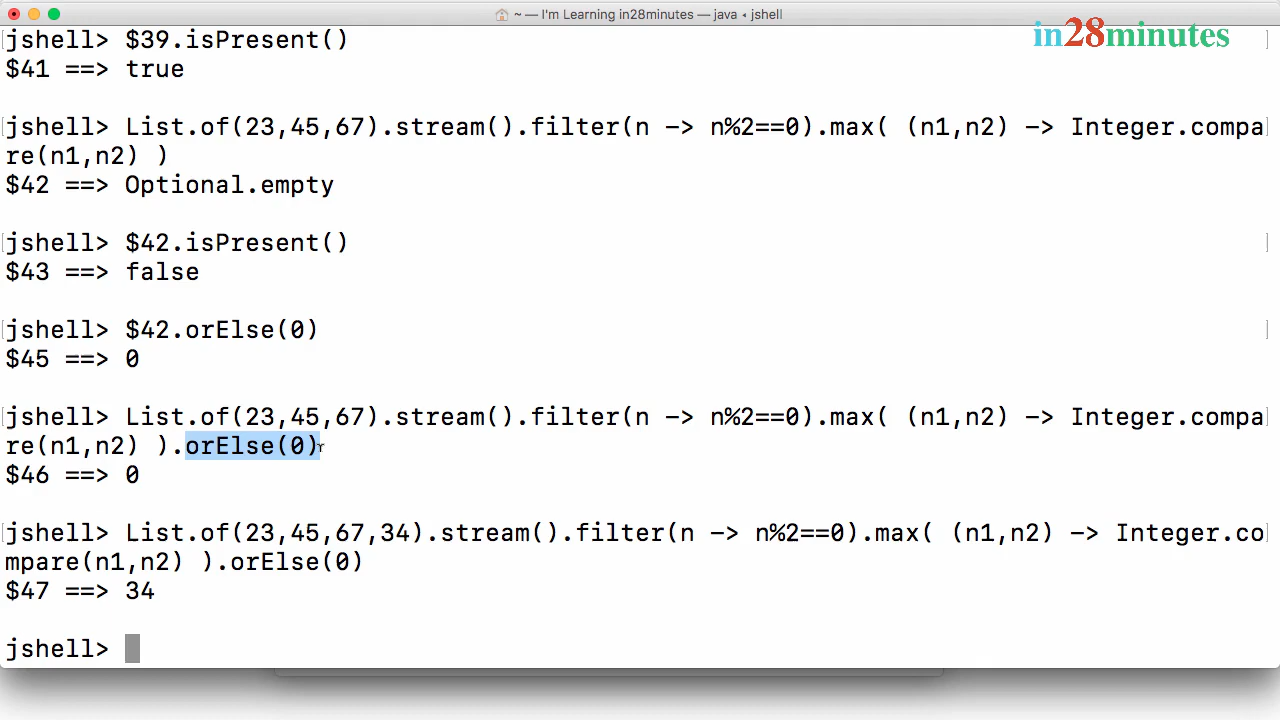 ~ — I'm Learning in28minutes — java ◂ jshell
in28minutes
jshell> $39.isPresent()
$41 ==> true
jshell> List.of(23,45,67).stream().filter(n -> n%2==0).max( (n1,n2) -> Integer.compa
re(n1,n2) )
$42 ==> Optional.empty
jshell> $42.isPresent()
$43 ==> false
jshell> $42.orElse(0)
$45 ==> 0
jshell> List.of(23,45,67).stream().filter(n -> n%2==0).max( (n1,n2) -> Integer.compa
re(n1,n2) ).orElse(0)
$46 ==> 0
jshell> List.of(23,45,67,34).stream().filter(n -> n%2==0).max( (n1,n2) -> Integer.co
mpare(n1,n2) ).orElse(0)
$47 ==> 34
jshell>